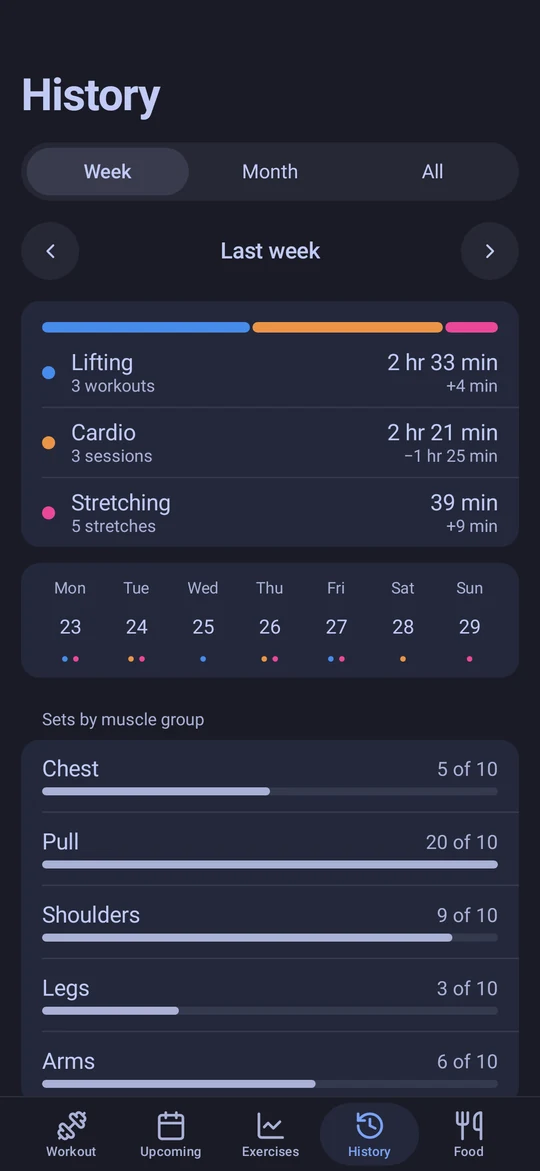 History
Week Month All
Last week
Lifting 2 hr 33 min
3 workouts +4 min
Cardio 2 hr 21 min
3 sessions −1 hr 25 min
Stretching 39 min
5 stretches +9 min
Mon Tue Wed Thu Fri Sat Sun
23 24 25 26 27 28 29
Sets by muscle group
Chest 5 of 10
Pull 20 of 10
Shoulders 9 of 10
Legs 3 of 10
Arms 6 of 10
Workout Upcoming Exercises History Food